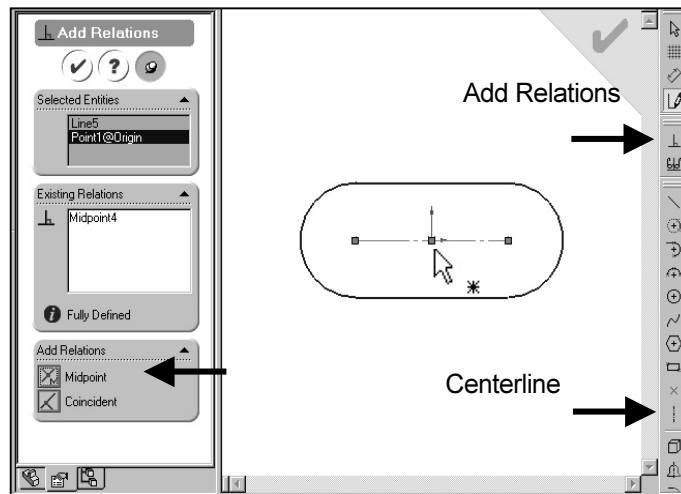 Add Relations
?
Selected Entities
Line5
Point1@Origin
Existing Relations
Midpoint4
i Fully Defined
Add Relations
Midpoint
Coincident
Add Relations
Centerline